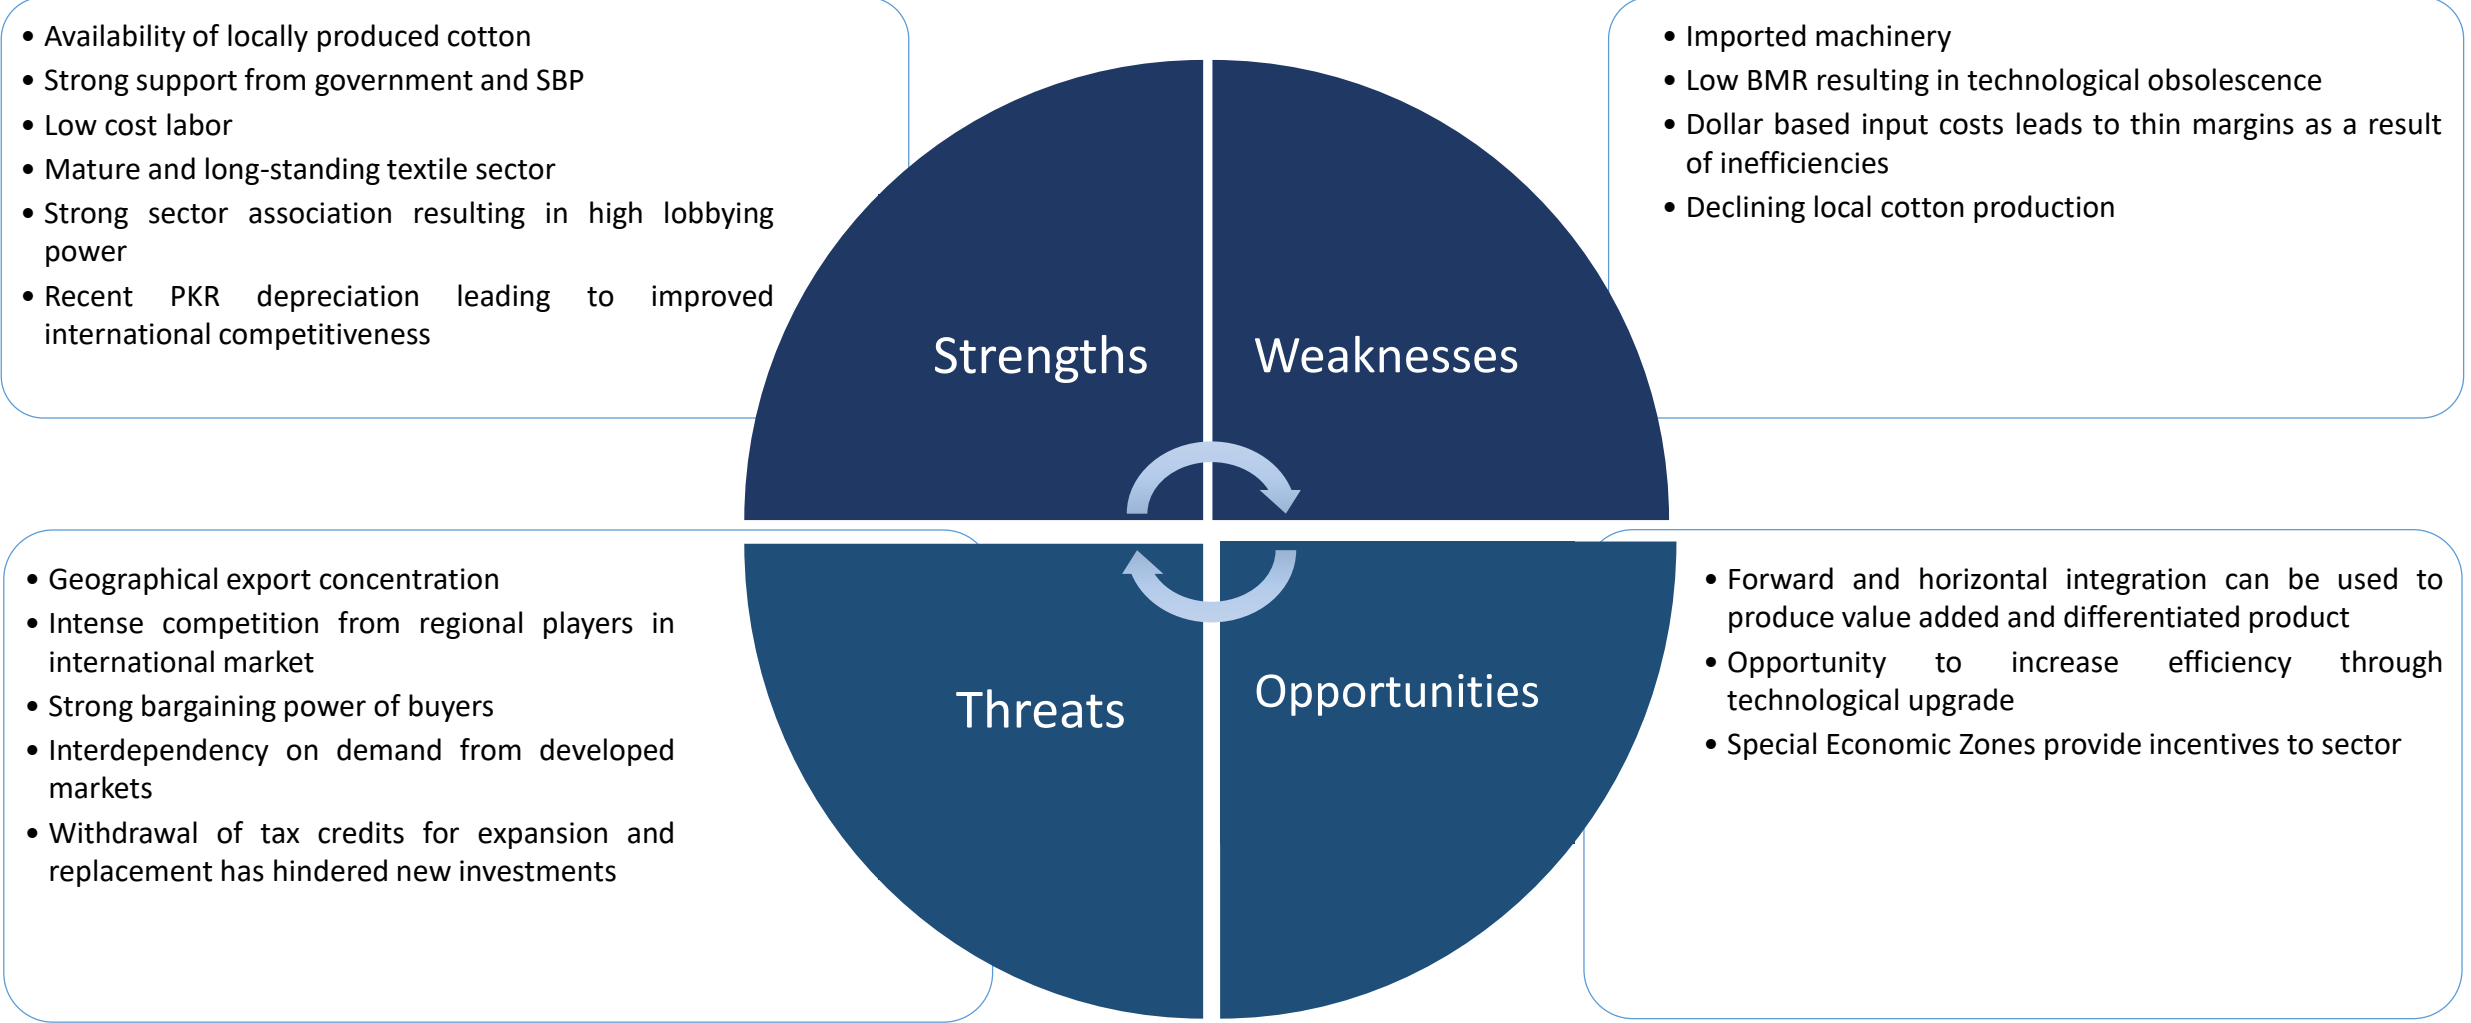 • Availability of locally produced cotton
• Strong support from government and SBP
• Low cost labor
• Mature and long-standing textile sector
• Strong sector association resulting in high lobbying
power
• Recent PKR depreciation leading to improved
international competitiveness
Strengths
Weaknesses
• Imported machinery
• Low BMR resulting in technological obsolescence
• Dollar based input costs leads to thin margins as a result
of inefficiencies
• Declining local cotton production
• Geographical export concentration
• Intense competition from regional players in
international market
• Strong bargaining power of buyers
• Interdependency on demand from developed
markets
• Withdrawal of tax credits for expansion and
replacement has hindered new investments
Threats
Opportunities
• Forward and horizontal integration can be used to
produce value added and differentiated product
• Opportunity to increase efficiency through
technological upgrade
• Special Economic Zones provide incentives to sector